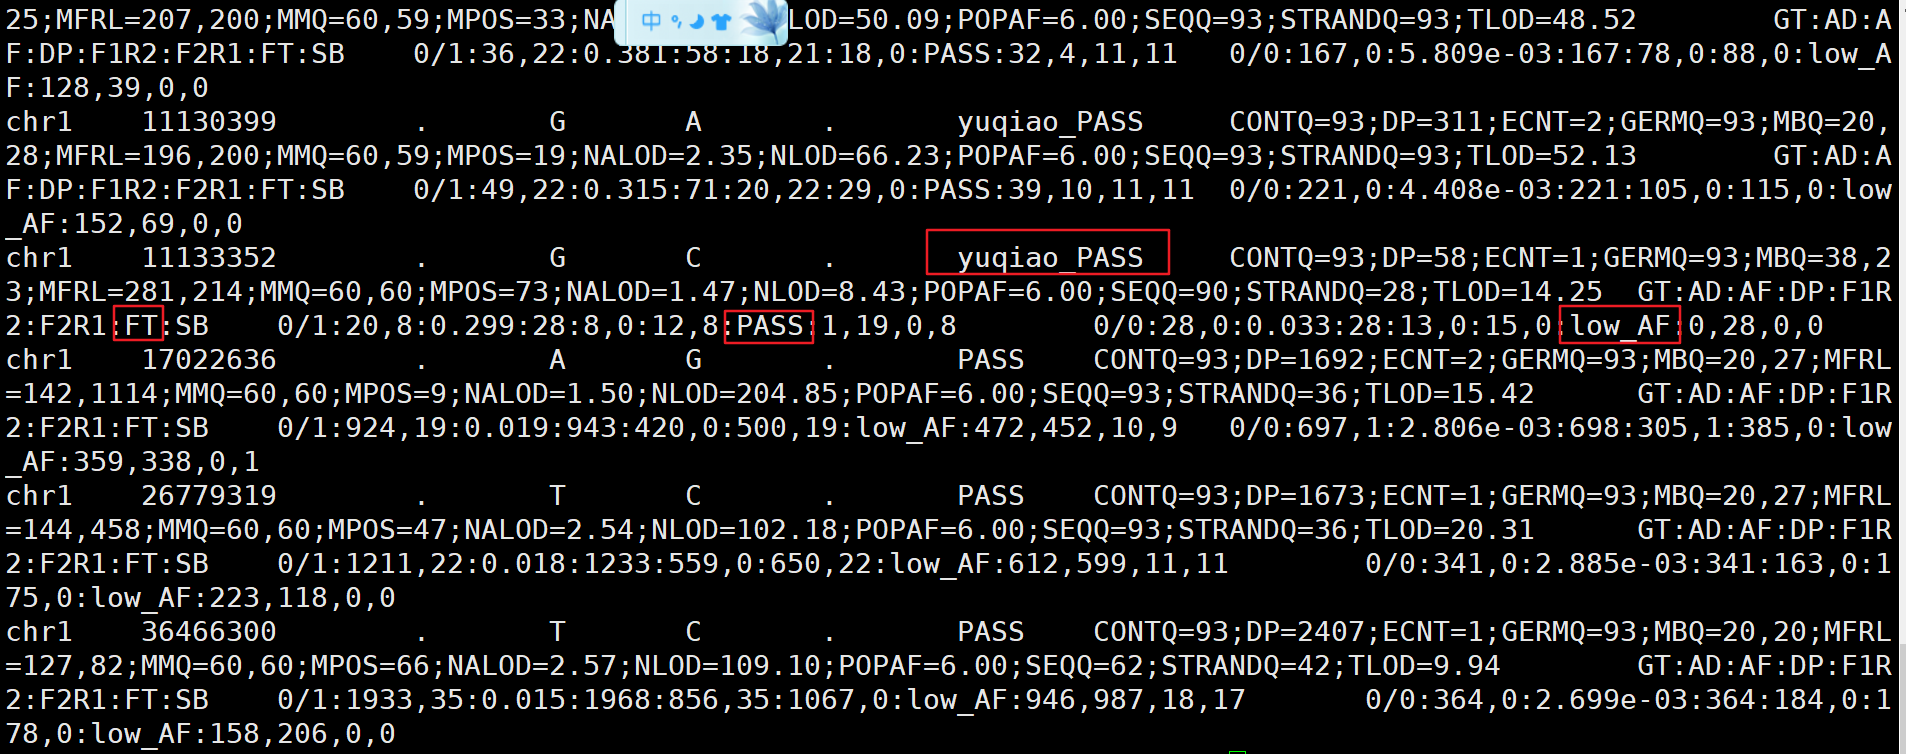 25;MFRL=207,200;MMQ=60,59;MPOS=33;NA 中 LOD=50.09;POPAF=6.00;SEQQ=93;STRANDQ=93;TLOD=48.52 GT:AD:A
F:DP:F1R2:F2R1:FT:SB 0/1:36,22:0.381:58:18,21:18,0:PASS:32,4,11,11 0/0:167,0:5.809e-03:167:78,0:88,0:low_A
F:128,39,0,0
chr1 11130399 . G A . yuqiao_PASS CONTQ=93;DP=311;ECNT=2;GERMQ=93;MBQ=20,
28;MFRL=196,200;MMQ=60,59;MPOS=19;NALOD=2.35;NLOD=66.23;POPAF=6.00;SEQQ=93;STRANDQ=93;TLOD=52.13 GT:AD:A
F:DP:F1R2:F2R1:FT:SB 0/1:49,22:0.315:71:20,22:29,0:PASS:39,10,11,11 0/0:221,0:4.408e-03:221:105,0:115,0:low
_AF:152,69,0,0
chr1 11133352 . G C . yuqiao_PASS CONTQ=93;DP=58;ECNT=1;GERMQ=93;MBQ=38,2
3;MFRL=281,214;MMQ=60,60;MPOS=73;NALOD=1.47;NLOD=8.43;POPAF=6.00;SEQQ=90;STRANDQ=28;TLOD=14.25 GT:AD:AF:DP:F1R
2:F2R1:FT:SB 0/1:20,8:0.299:28:8,0:12,8:PASS:1,19,0,8 0/0:28,0:0.033:28:13,0:15,0:low_AF:0,28,0,0
chr1 17022636 . A G . PASS CONTQ=93;DP=1692;ECNT=2;GERMQ=93;MBQ=20,27;MFRL
=142,1114;MMQ=60,60;MPOS=9;NALOD=1.50;NLOD=204.85;POPAF=6.00;SEQQ=93;STRANDQ=36;TLOD=15.42 GT:AD:AF:DP:F1R
2:F2R1:FT:SB 0/1:924,19:0.019:943:420,0:500,19:low_AF:472,452,10,9 0/0:697,1:2.806e-03:698:305,1:385,0:low
_AF:359,338,0,1
chr1 26779319 . T C . PASS CONTQ=93;DP=1673;ECNT=1;GERMQ=93;MBQ=20,27;MFRL
=144,458;MMQ=60,60;MPOS=47;NALOD=2.54;NLOD=102.18;POPAF=6.00;SEQQ=93;STRANDQ=36;TLOD=20.31 GT:AD:AF:DP:F1R
2:F2R1:FT:SB 0/1:1211,22:0.018:1233:559,0:650,22:low_AF:612,599,11,11 0/0:341,0:2.885e-03:341:163,0:1
75,0:low_AF:223,118,0,0
chr1 36466300 . T C . PASS CONTQ=93;DP=2407;ECNT=1;GERMQ=93;MBQ=20,20;MFRL
=127,82;MMQ=60,60;MPOS=66;NALOD=2.57;NLOD=109.10;POPAF=6.00;SEQQ=62;STRANDQ=42;TLOD=9.94 GT:AD:AF:DP:F1R
2:F2R1:FT:SB 0/1:1933,35:0.015:1968:856,35:1067,0:low_AF:946,987,18,17 0/0:364,0:2.699e-03:364:184,0:1
78,0:low_AF:158,206,0,0